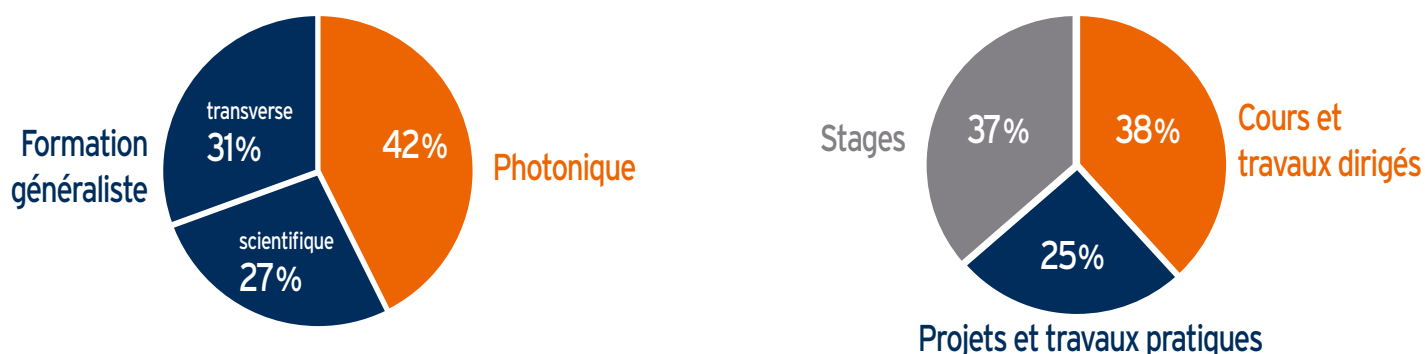 Formation
généraliste
transverse
31%
scientifique
27%
42%
Photonique
Stages
37%
38%
Cours et
travaux dirigés
25%
Projets et travaux pratiques